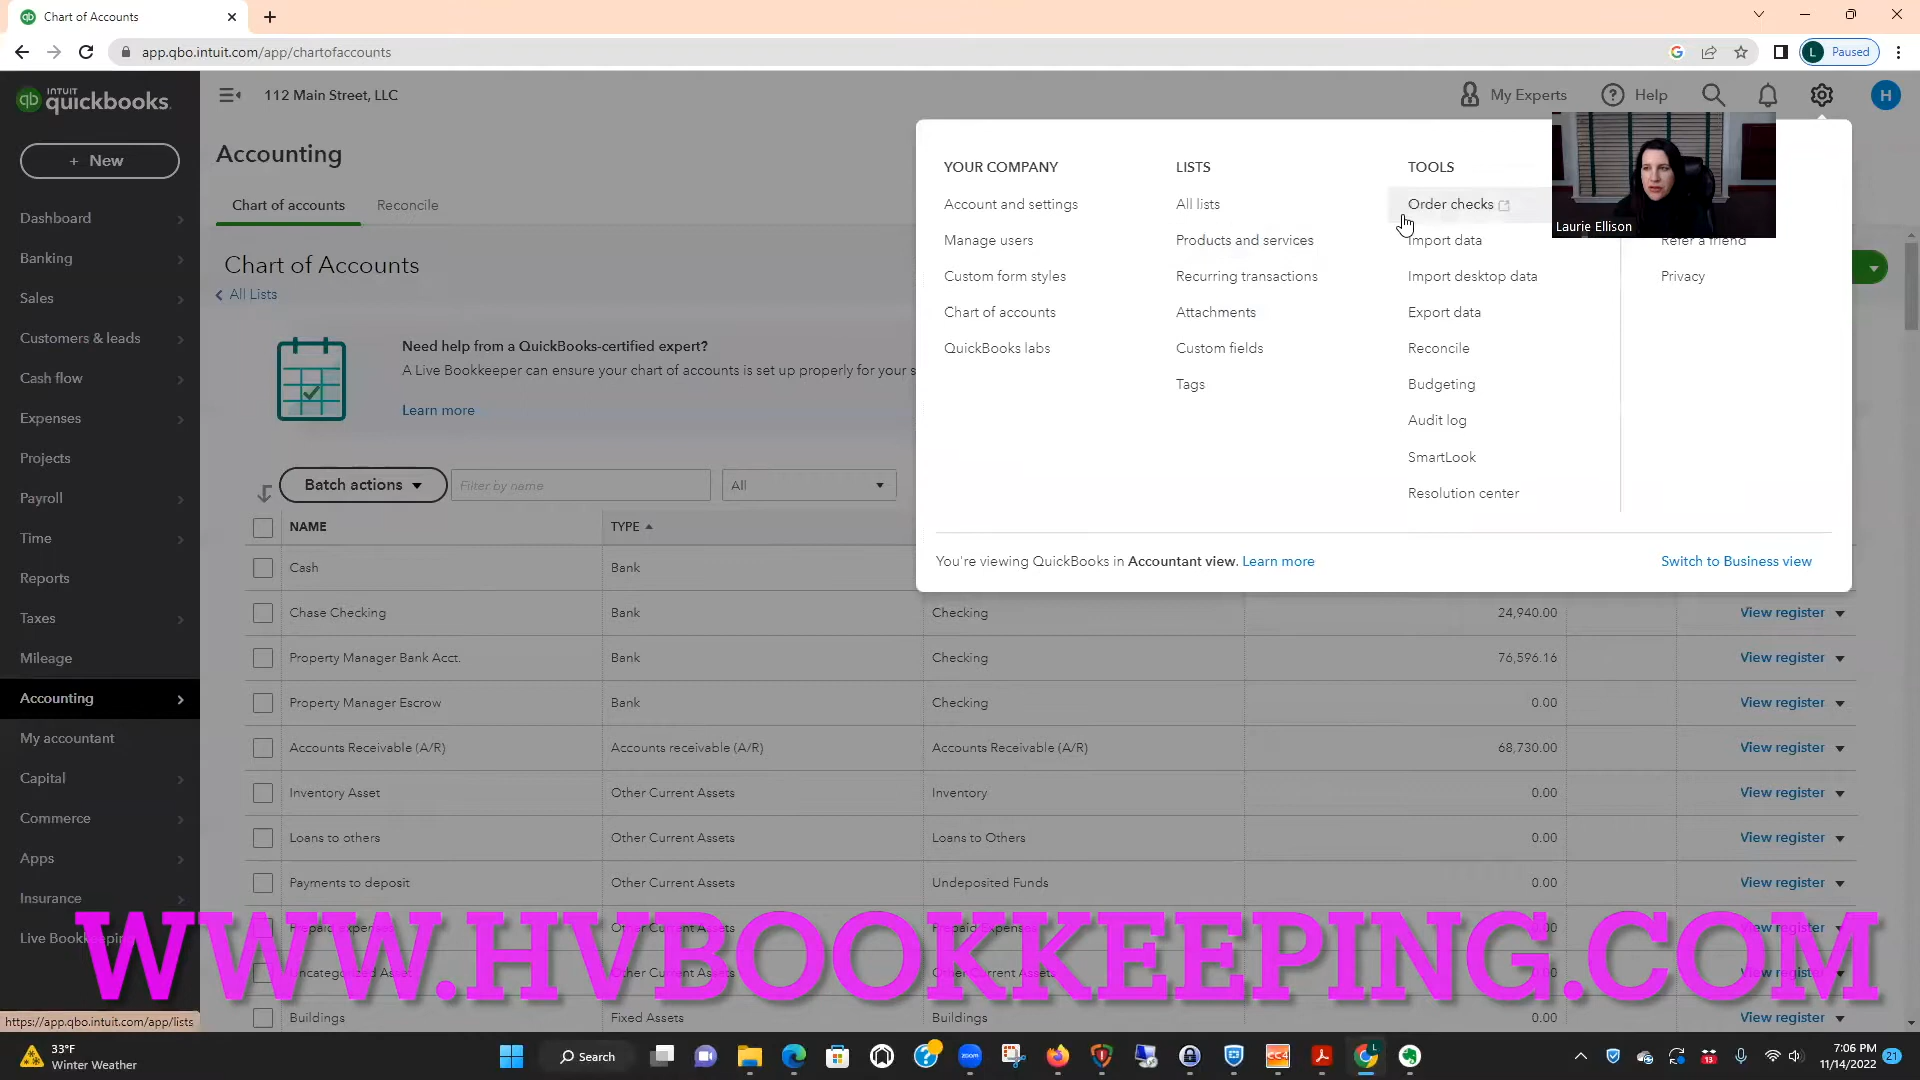 Chart of Accounts
app.qbo.intuit.com/app/chartofaccounts
L Paused
INTUIT
quickbooks
112 Main Street, LLC
My Experts
Help
H
+ New
Dashboard
Banking
Sales
Customers & leads
Cash flow
Expenses
Projects
Payroll
Time
Reports
Taxes
Mileage
Accounting
My accountant
Capital
Commerce
Apps
Insurance
Live Bookkeeping
Accounting
Chart of accounts Reconcile
Chart of Accounts
All Lists
Need help from a QuickBooks-certified expert?
A Live Bookkeeper can ensure your chart of accounts is set up properly for your
Learn more
YOUR COMPANY
Account and settings
Manage users
Custom form styles
Chart of accounts
QuickBooks labs
LISTS
All lists
Products and services
Recurring transactions
Attachments
Custom fields
Tags
TOOLS
Order checks
Import data
Import desktop data
Export data
Reconcile
Budgeting
Audit log
SmartLook
Resolution center
Laurie Ellison
Refer a friend
Privacy
You're viewing QuickBooks in Accountant view. Learn more
Switch to Business view
Batch actions Filter by name All
NAME TYPE
Cash Bank
Chase Checking Bank Checking 24,940.00 View register
Property Manager Bank Acct. Bank Checking 76,596.16 View register
Property Manager Escrow Bank Checking 0.00 View register
Accounts Receivable (A/R) Accounts receivable (A/R) Accounts Receivable (A/R) 68,730.00 View register
Inventory Asset Other Current Assets Inventory 0.00 View register
Loans to others Other Current Assets Loans to Others 0.00 View register
Payments to deposit Other Current Assets Undeposited Funds 0.00 View register
Prepaid expenses Other Current Assets Prepaid Expenses 0.00 View register
Uncategorized Asset Other Current Assets Other Current Assets 0.00 View register
Buildings Fixed Assets Buildings 0.00 View register
WWW.HVBOOKKEEPING.COM
https://app.qbo.intuit.com/app/lists
33°F
Winter Weather
Search
zoom
CC4
13
7:06 PM
11/14/2022
21